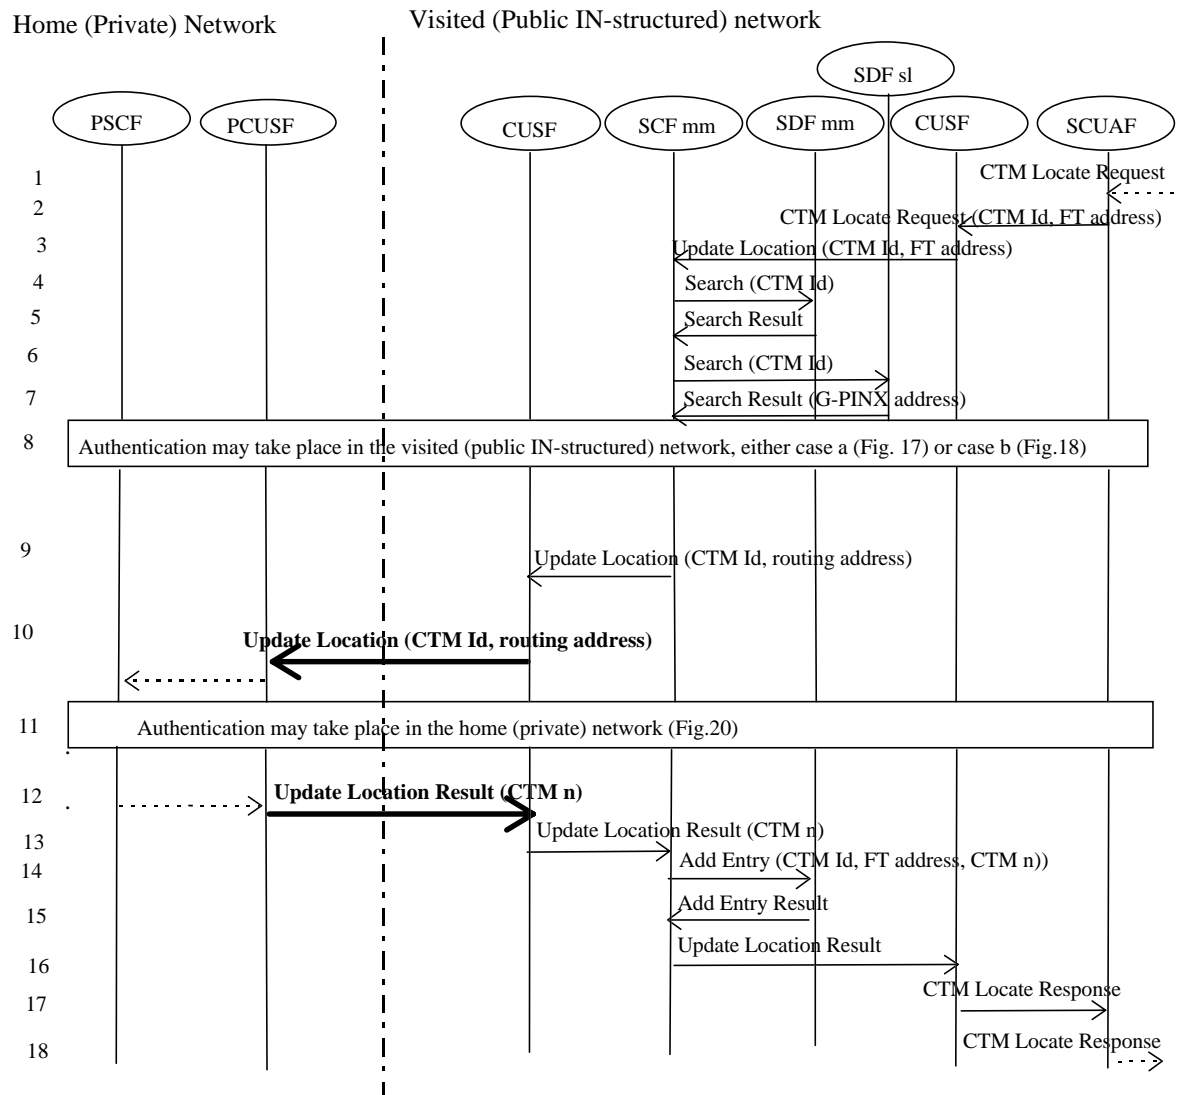 Home (Private) Network
Visited (Public IN-structured) network
SDF sl
PSCF
PCUSF
CUSF
SCF mm
SDF mm
CUSF
SCUAF
1
CTM Locate Request
2
CTM Locate Request (CTM Id, FT address)
3
Update Location (CTM Id, FT address)
4
Search (CTM Id)
5
Search Result
6
Search (CTM Id)
7
Search Result (G-PINX address)
8
Authentication may take place in the visited (public IN-structured) network, either case a (Fig. 17) or case b (Fig.18)
9
Update Location (CTM Id, routing address)
10
Update Location (CTM Id, routing address)
11
Authentication may take place in the home (private) network (Fig.20)
12
Update Location Result (CTM n)
13
Update Location Result (CTM n)
14
Add Entry (CTM Id, FT address, CTM n))
15
Add Entry Result
16
Update Location Result
17
CTM Locate Response
18
CTM Locate Response